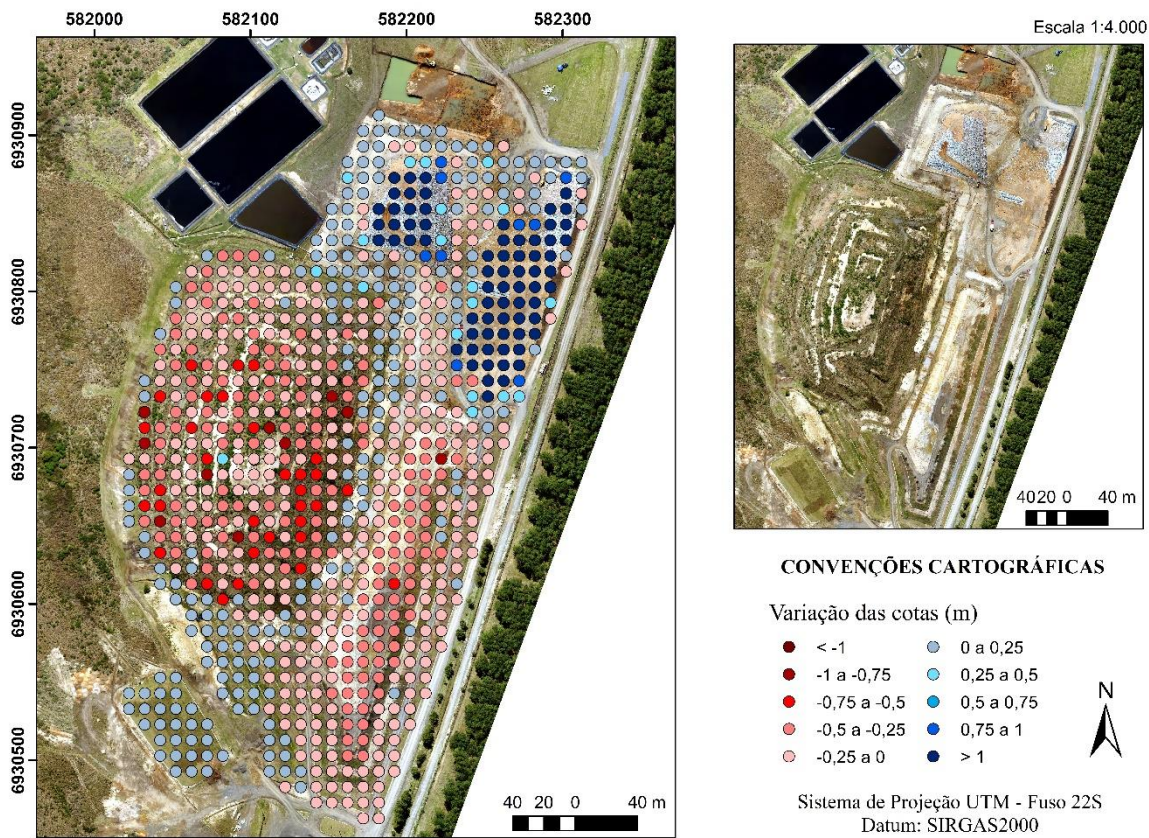 582000 582100 582200 582300
Escala 1:4.000
6930900
6930800
6930700
6930600
6930500
4020 0 40 m
CONVENÇÕES CARTOGRÁFICAS
Variação das cotas (m)
< -1
0 a 0,25
-1 a -0,75
0,25 a 0,5
-0,75 a -0,5
0,5 a 0,75
-0,5 a -0,25
0,75 a 1
-0,25 a 0
> 1
N
40 20 0 40 m
Sistema de Projeção UTM - Fuso 22S
Datum: SIRGAS2000